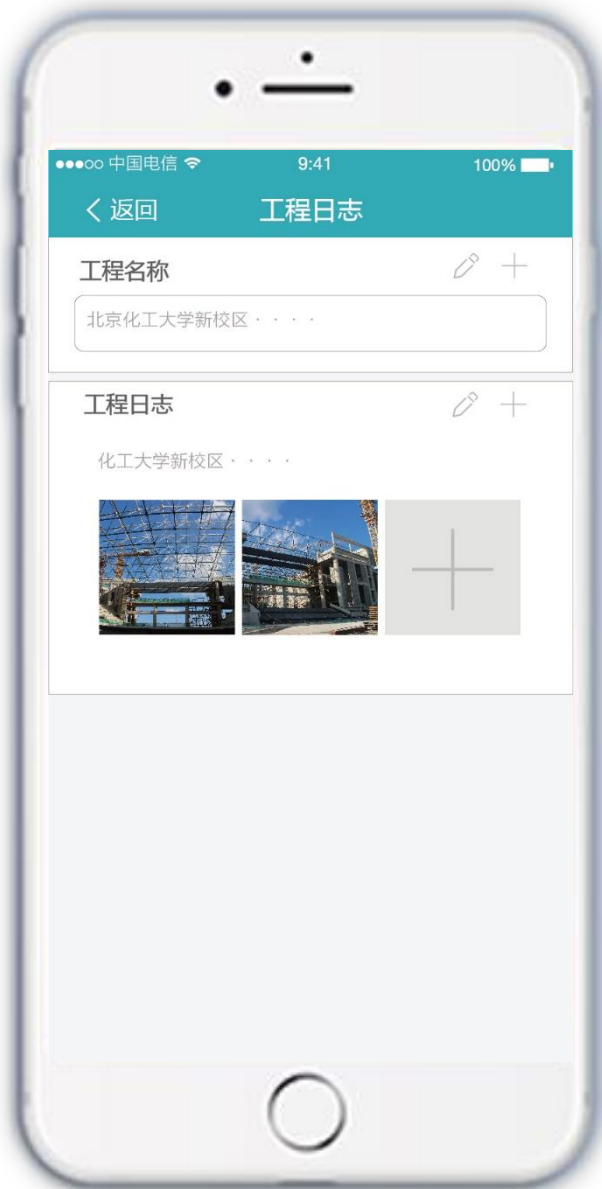 ●●●○○ 中国电信 9:41 100%
返回 工程日志
工程名称
北京化工大学新校区 · · · ·
工程日志
化工大学新校区 · · · ·